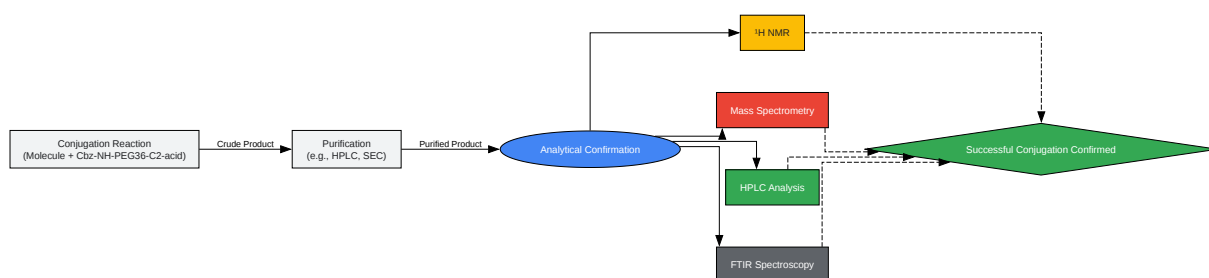 Conjugation Reaction
(Molecule + Cbz-NH-PEG36-C2-acid)
Crude Product
Purification
(e.g., HPLC, SEC)
Purified Product
Analytical Confirmation
¹H NMR
Mass Spectrometry
HPLC Analysis
FTIR Spectroscopy
Successful Conjugation Confirmed